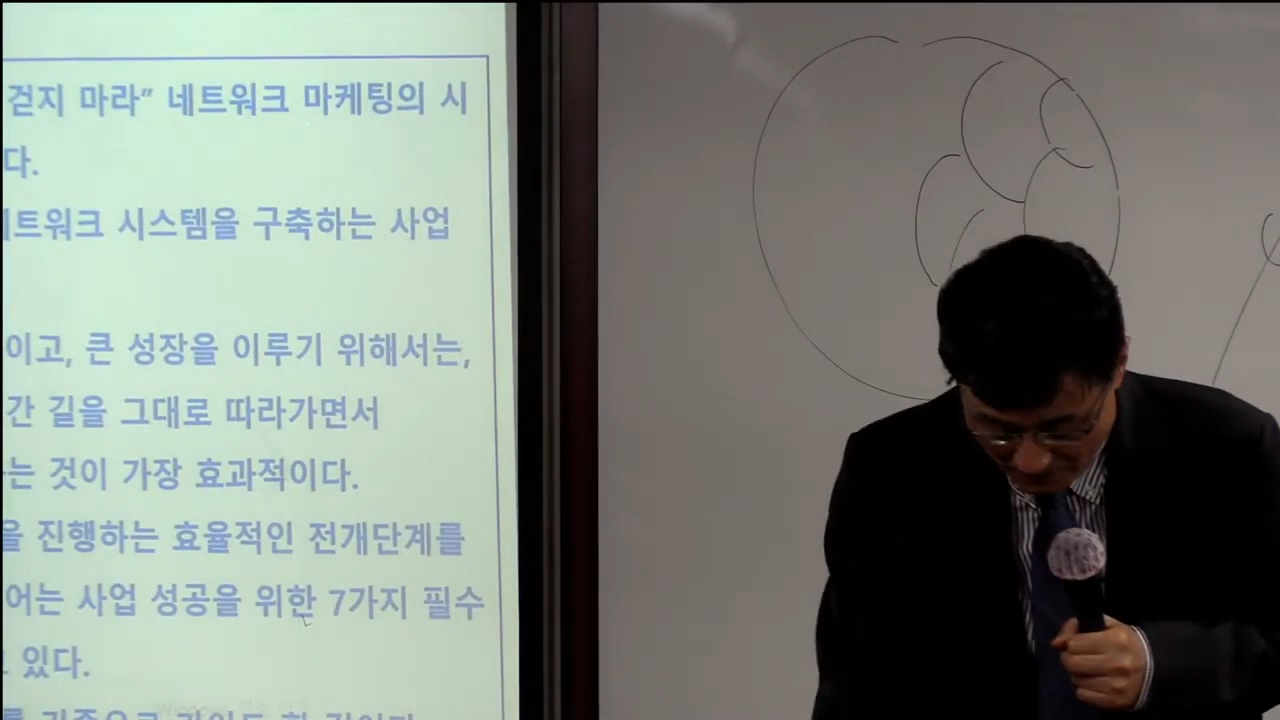 걷지 마라” 네트워크 마케팅의 시
다.
네트워크 시스템을 구축하는 사업
이고, 큰 성장을 이루기 위해서는,
간 길을 그대로 따라가면서
는 것이 가장 효과적이다.
을 진행하는 효율적인 전개단계를
어는 사업 성공을 위한 7가지 필수
있다.